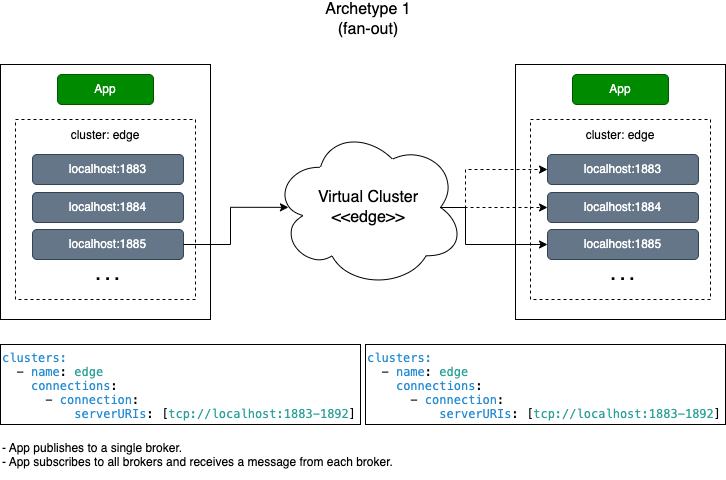 Archetype 1
(fan-out)
App
cluster: edge
localhost:1883
localhost:1884
localhost:1885
. . .
Virtual Cluster
<<edge>>
App
cluster: edge
localhost:1883
localhost:1884
localhost:1885
. . .
clusters:
  - name: edge
    connections:
      - connection:
          serverURIs: [tcp://localhost:1883-1892]
clusters:
  - name: edge
    connections:
      - connection:
          serverURIs: [tcp://localhost:1883-1892]
- App publishes to a single broker.
- App subscribes to all brokers and receives a message from each broker.